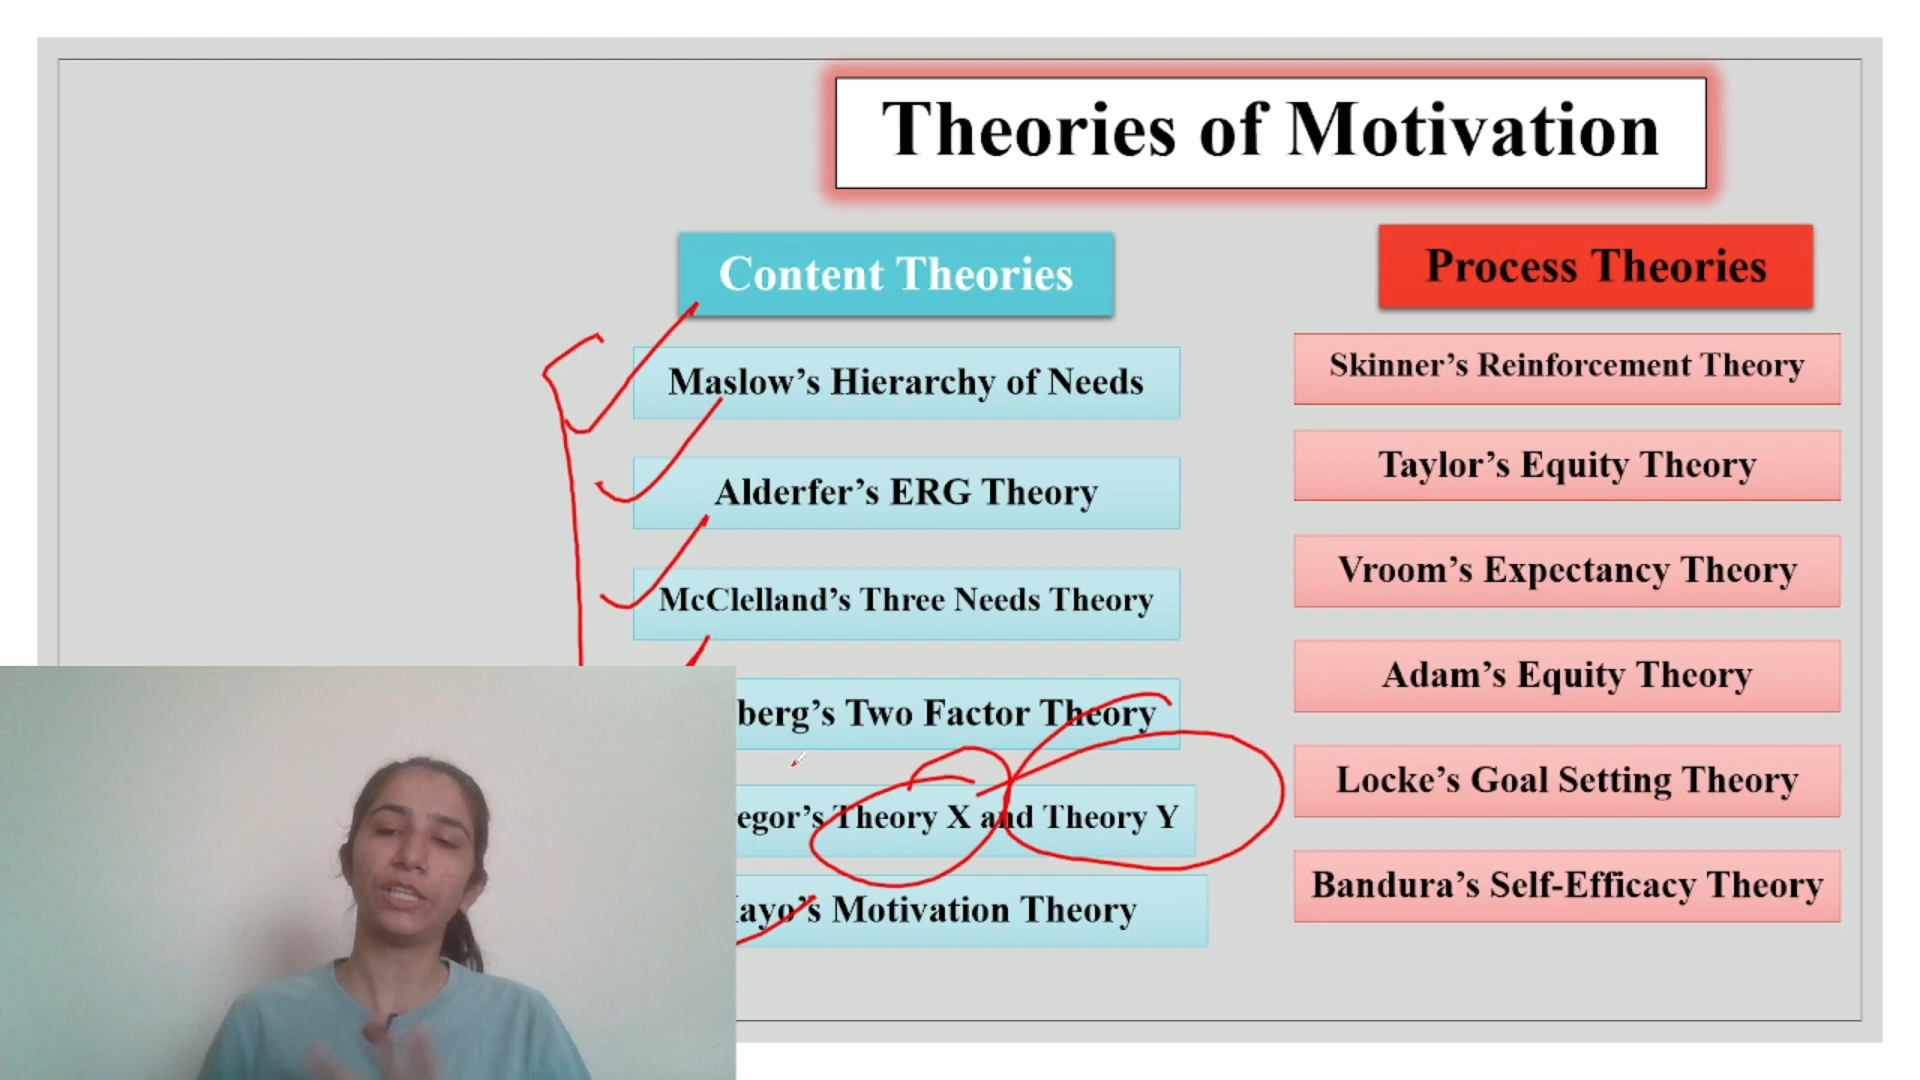 Theories of Motivation
Content Theories
Maslow’s Hierarchy of Needs
Alderfer’s ERG Theory
McClelland’s Three Needs Theory
berg’s Two Factor Theory
egor’s Theory X and Theory Y
ayo’s Motivation Theory
Process Theories
Skinner’s Reinforcement Theory
Taylor’s Equity Theory
Vroom’s Expectancy Theory
Adam’s Equity Theory
Locke’s Goal Setting Theory
Bandura’s Self-Efficacy Theory